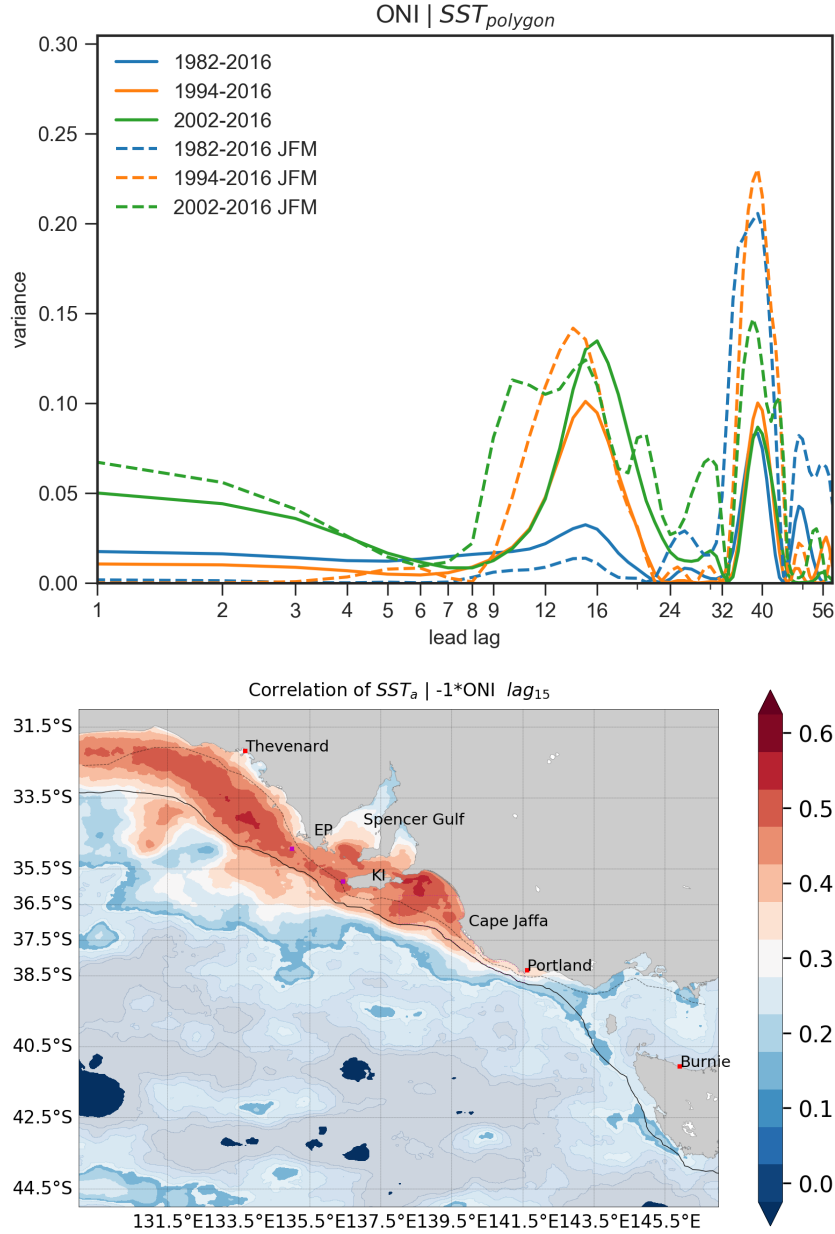 ONI | SST_polygon
0.30
0.25
0.20
0.15
0.10
0.05
0.00
variance
1982-2016
1994-2016
2002-2016
1982-2016 JFM
1994-2016 JFM
2002-2016 JFM
1 2 3 4 5 6 7 8 9 12 16 24 32 40 56
lead lag
Correlation of SST_a | -1*ONI lag_15
31.5°S
33.5°S
35.5°S
36.5°S
37.5°S
38.5°S
40.5°S
42.5°S
44.5°S
Thevenard
EP
Spencer Gulf
KI
Cape Jaffa
Portland
Burnie
131.5°E133.5°E135.5°E137.5°E139.5°E141.5°E143.5°E145.5°E
0.6
0.5
0.4
0.3
0.2
0.1
0.0